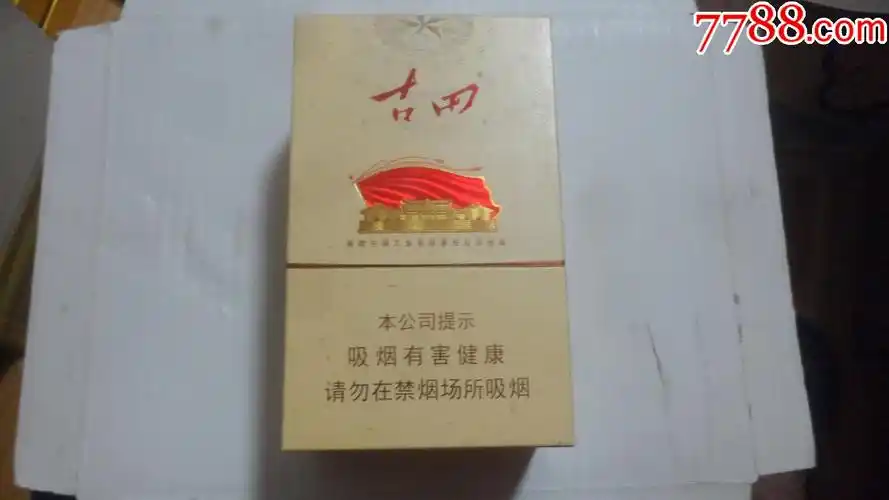 7788.com
古田
本公司提示
吸烟有害健康
请勿在禁烟场所吸烟